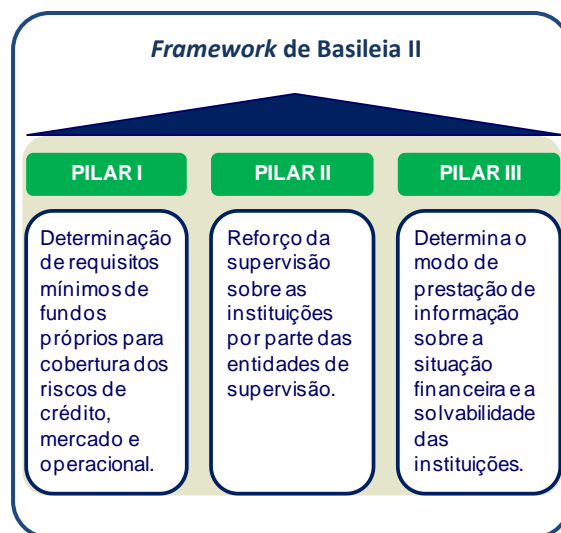 Framework de Basileia II
PILAR I
Determinação
de requisitos
mínimos de
fundos
próprios para
cobertura dos
riscos de
crédito,
mercado e
operacional.
PILAR II
Reforço da
supervisão
sobre as
instituições
por parte das
entidades de
supervisão.
PILAR III
Determina o
modo de
prestação de
informação
sobre a
situação
financeira e a
solvabilidade
das
instituições.